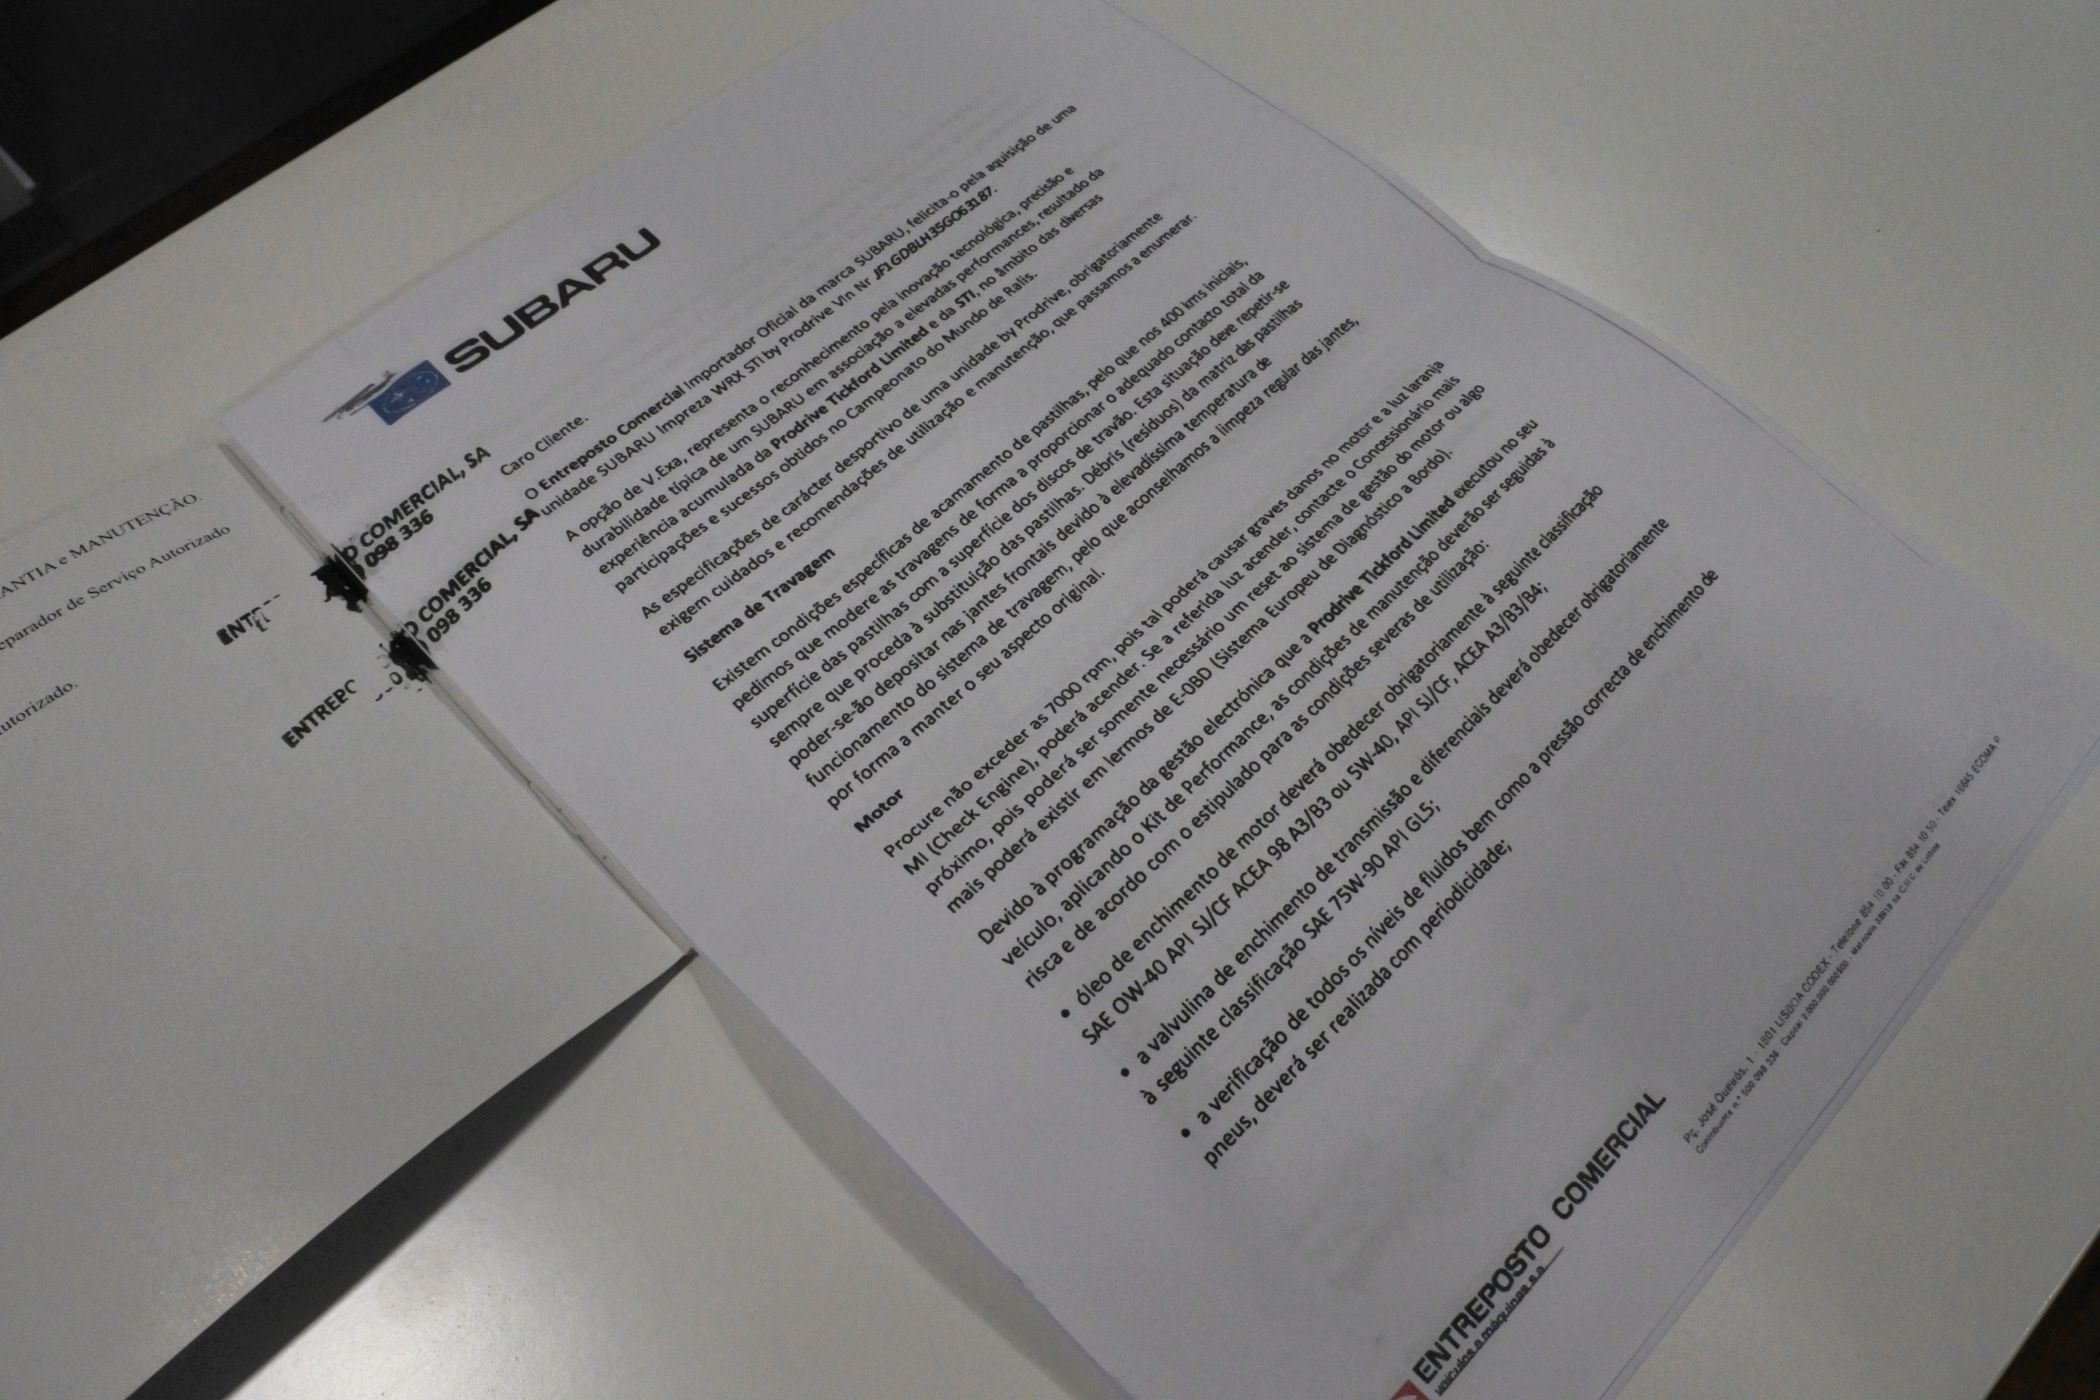 ANTIA e MANUTENÇÃO.
eparador de Serviço Autorizado
utorizado.
ENTREPO
SUBARU
O COMERCIAL, SA
098 336
O COMERCIAL, SA
098 336
Caro Cliente.
O Entreposto Comercial Importador Oficial da marca SUBARU, felicita-o pela aquisição de uma
unidade SUBARU Impreza WRX STI by Prodrive Vin Nr JF1GDBLH35GO63187.
A opção de V.Exa, representa o reconhecimento pela inovação tecnológica, precisão e
durabilidade típica de um SUBARU em associação a elevadas performances, resultado da
experiência acumulada da Prodrive Tickford Limited e da STI, no âmbito das diversas
participações e sucessos obtidos no Campeonato do Mundo de Ralis.
As especificações de carácter desportivo de uma unidade by Prodrive, obrigatoriamente
exigem cuidados e recomendações de utilização e manutenção, que passamos a enumerar.
Sistema de Travagem
Existem condições específicas de acamamento de pastilhas, pelo que nos 400 kms iniciais,
pedimos que modere as travagens de forma a proporcionar o adequado contacto total da
superfície das pastilhas com a superfície dos discos de travão. Esta situação deve repetir-se
sempre que proceda à substituição das pastilhas. Débris (resíduos) da matriz das pastilhas
poder-se-ão depositar nas jantes frontais devido à elevadíssima temperatura de
funcionamento do sistema de travagem, pelo que aconselhamos a limpeza regular das jantes,
por forma a manter o seu aspecto original.
Motor
Procure não exceder as 7000 rpm, pois tal poderá causar graves danos no motor e a luz laranja
MI (Check Engine), poderá acender. Se a referida luz acender, contacte o Concessionário mais
próximo, pois poderá ser somente necessário um reset ao sistema de gestão do motor ou algo
mais poderá existir em lermos de E-0BD (Sistema Europeu de Diagnóstico a Bordo).
Devido à programação da gestão electrónica que a Prodrive Tickford Limited executou no seu
veículo, aplicando o Kit de Performance, as condições de manutenção deverão ser seguidas à
risca e de acordo com o estipulado para as condições severas de utilização:
• óleo de enchimento de motor deverá obedecer obrigatoriamente à seguinte classificação
SAE OW-40 API SJ/CF ACEA 98 A3/B3 ou 5W-40, API SJ/CF, ACEA A3/B3/B4;
• a valvulina de enchimento de transmissão e diferenciais deverá obedecer obrigatoriamente
à seguinte classificação SAE 75W-90 API GL5;
• a verificação de todos os níveis de fluidos bem como a pressão correcta de enchimento de
pneus, deverá ser realizada com periodicidade;
ENTREPOSTO COMERCIAL
veículos e máquinas s.a.
Pç. José Queirós, 1 - 1801 LISBOA CODEX - Telefone 854 10 00 - Fax 854 10 50 - Telex 16645 ECOMA P
Contribuinte n.º 500 098 336 - Capital 2.000.000.000$00 -